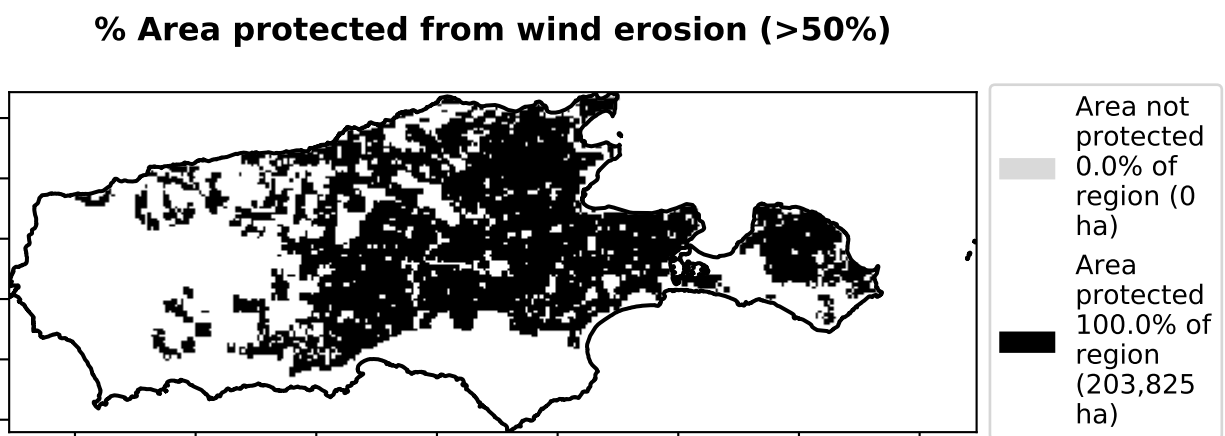 % Area protected from wind erosion (>50%)
Area not
protected
0.0% of
region (0
ha)
Area
protected
100.0% of
region
(203,825
ha)